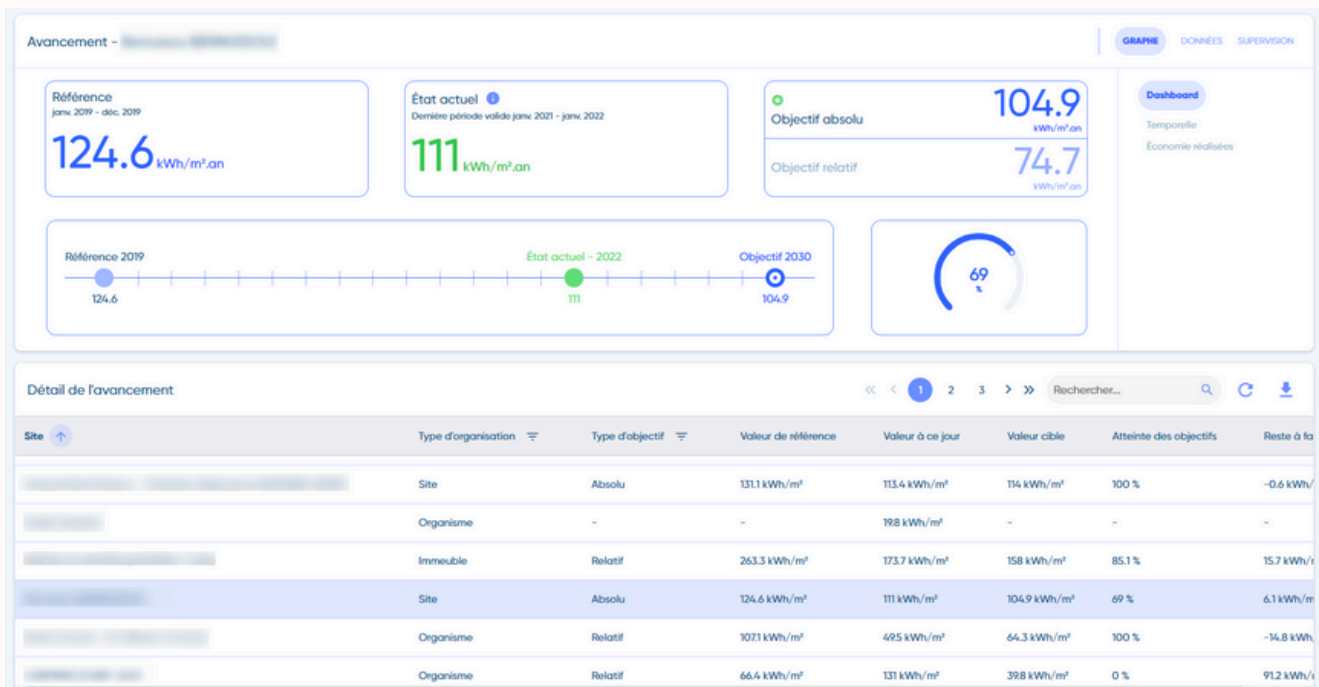 Avancement -
GRAPHE DONNÉES SUPERVISION
Référence
janv. 2019 - déc. 2019
124.6 kWh/m².an
État actuel
Dernière période valide janv. 2021 - janv. 2022
111 kWh/m².an
Objectif absolu
104.9
kWh/m².an
Objectif relatif
74.7
kWh/m².an
Dashboard
Temporelle
Économie réalisées
Référence 2019
État actuel - 2022
Objectif 2030
124.6
111
104.9
69
%
Détail de l'avancement
1 2 3
Rechercher...
Site Type d'organisation Type d'objectif Valeur de référence Valeur à ce jour Valeur cible Atteinte des objectifs Reste à fa
Site Absolu 131.1 kWh/m² 113.4 kWh/m² 114 kWh/m² 100 % -0.6 kWh/
Organisme - - 19.8 kWh/m² - - -
Immeuble Relatif 263.3 kWh/m² 173.7 kWh/m² 158 kWh/m² 85.1 % 15.7 kWh/
Site Absolu 124.6 kWh/m² 111 kWh/m² 104.9 kWh/m² 69 % 6.1 kWh/m
Organisme Relatif 107.1 kWh/m² 49.5 kWh/m² 64.3 kWh/m² 100 % -14.8 kWh
Organisme Relatif 66.4 kWh/m² 131 kWh/m² 39.8 kWh/m² 0 % 91.2 kWh/